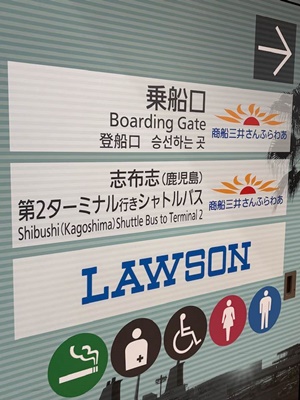 乗船口
Boarding Gate
登船口 승선하는 곳
商船三井さんふらわあ
志布志(鹿児島)
第2ターミナル行きシャトルバス
Shibushi(Kagoshima)Shuttle Bus to Terminal 2
商船三井さんふらわあ
LAWSON